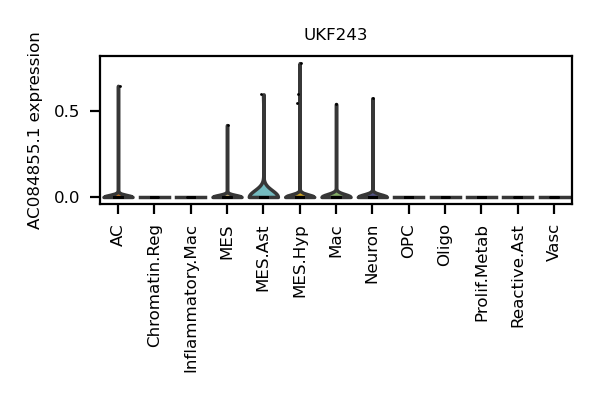 UKF243
AC084855.1 expression
0.5
0.0
AC
Chromatin.Reg
Inflammatory.Mac
MES
MES.Ast
MES.Hyp
Mac
Neuron
OPC
Oligo
Prolif.Metab
Reactive.Ast
Vasc